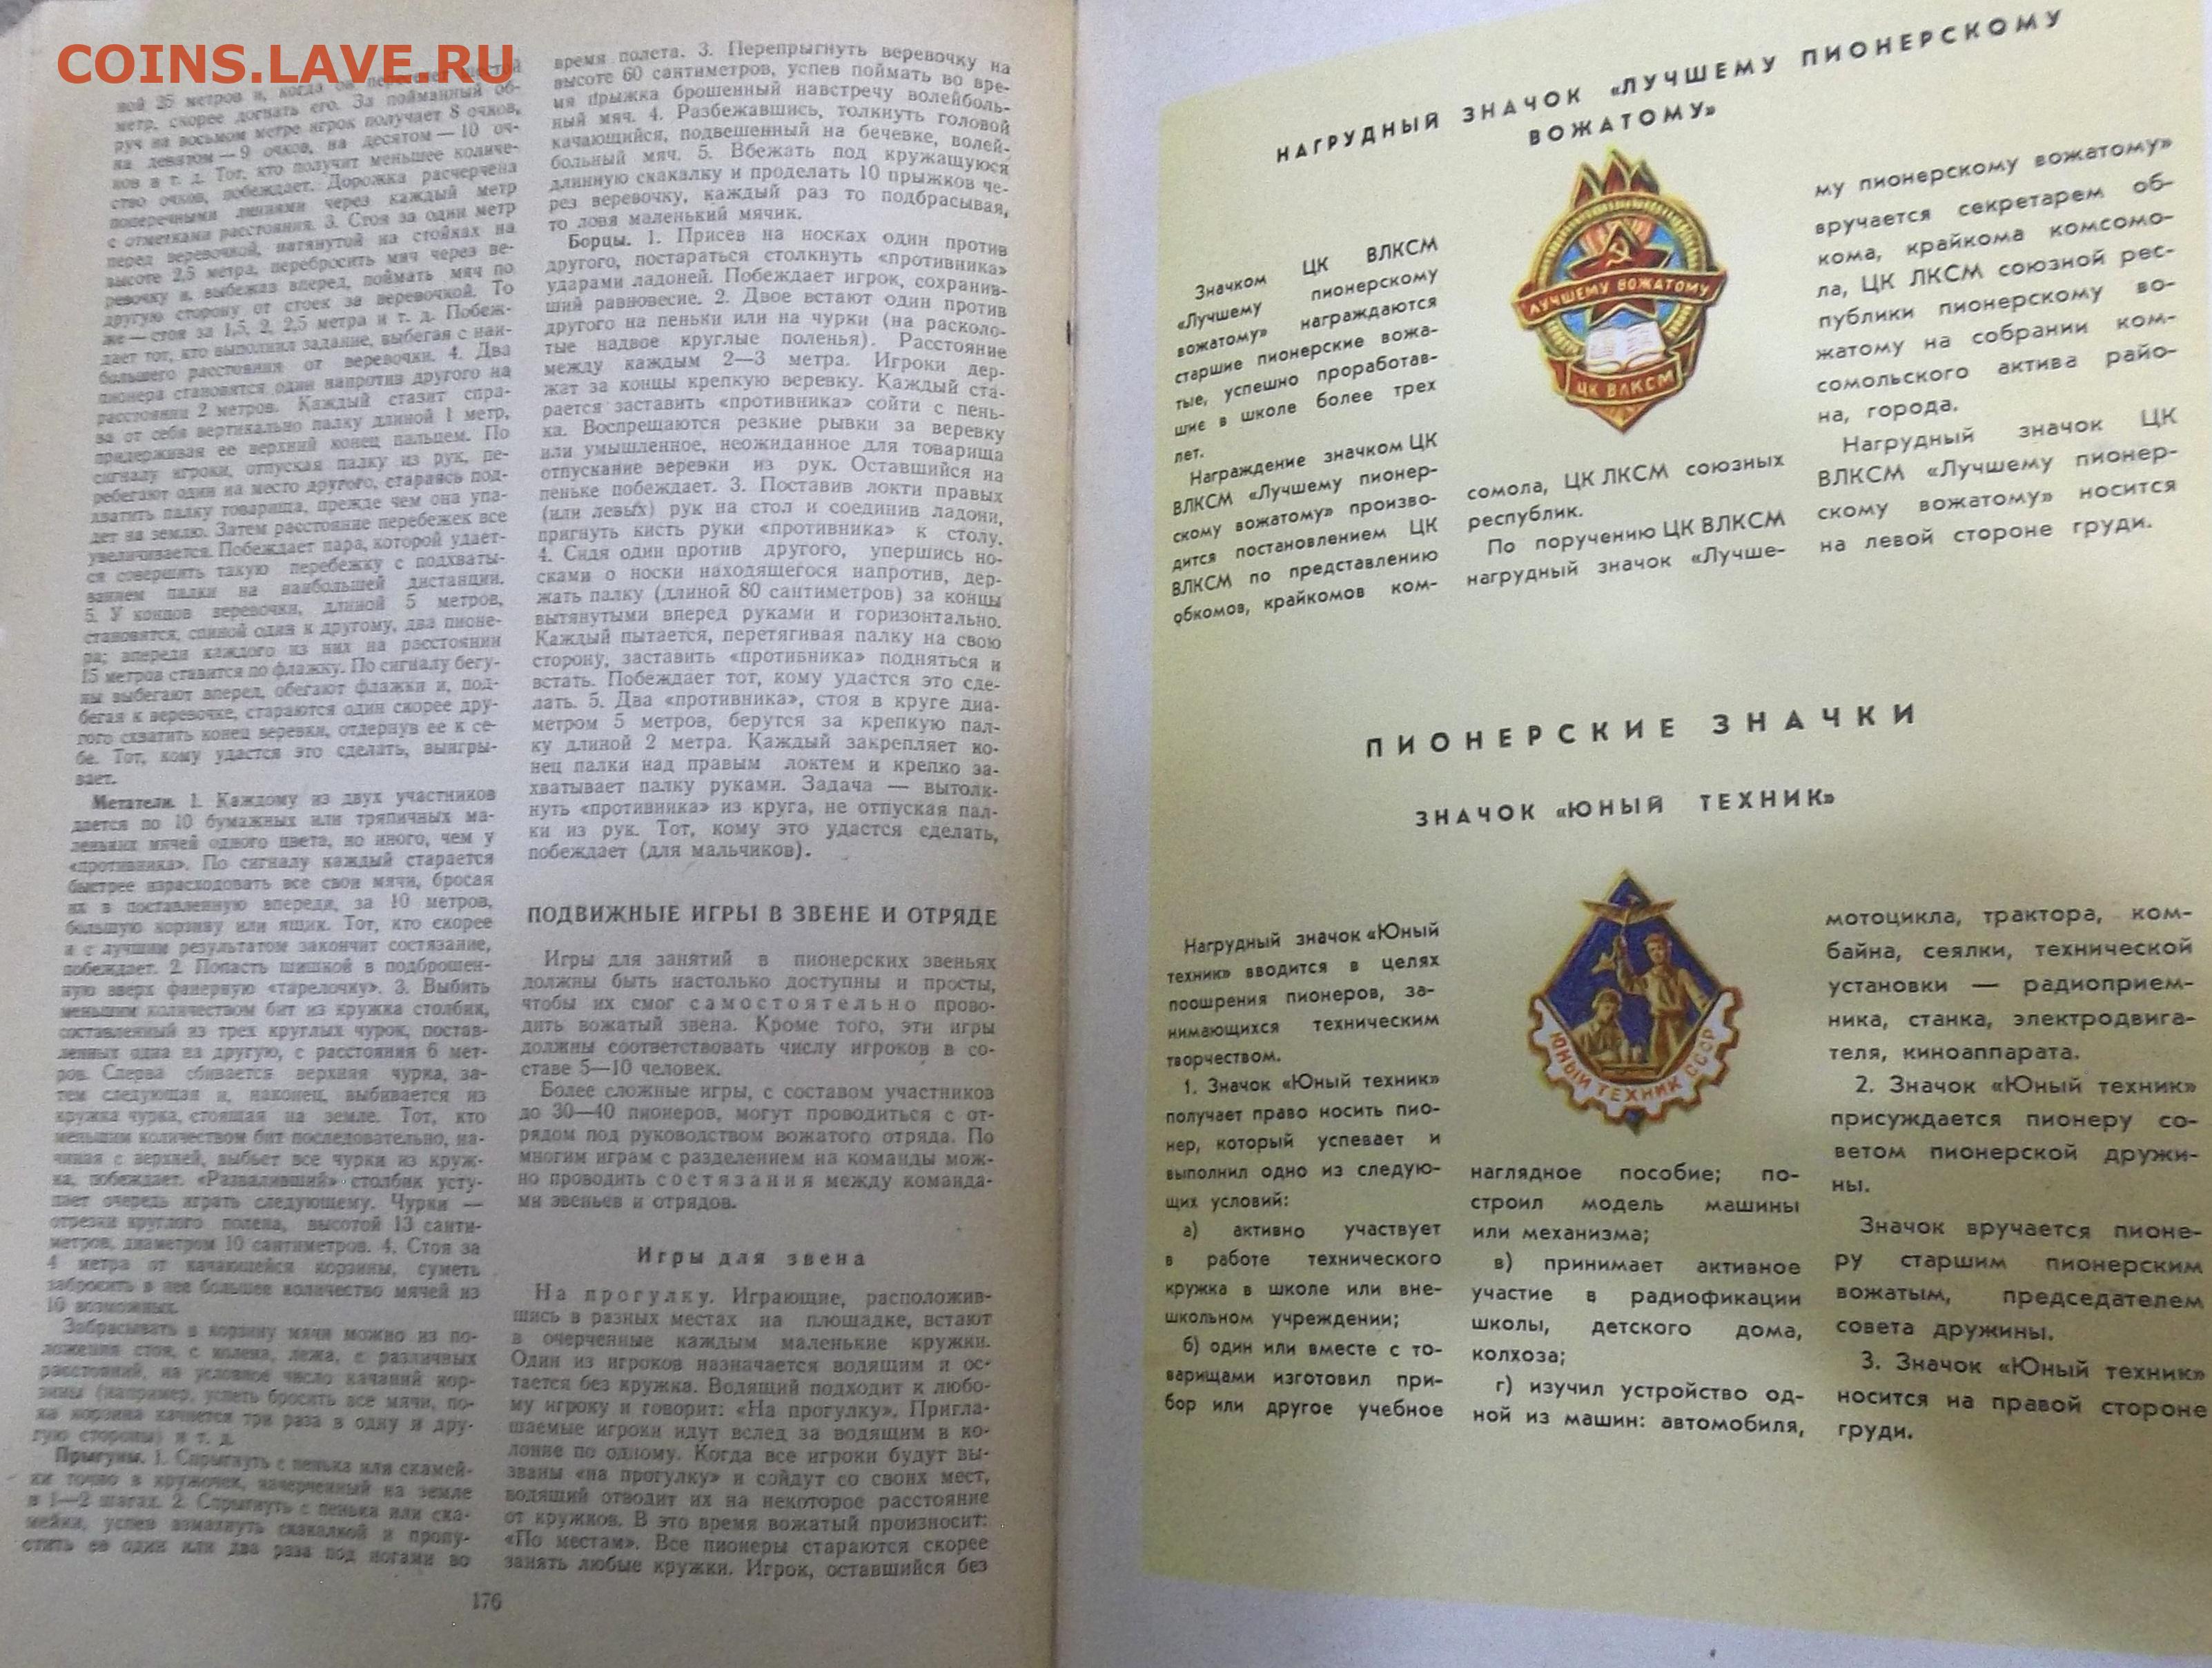 COINS.LAVE.RU
ной 25 метров и, когда он пересечет шестой
метр, скорее догнать его. За пойманный об-
руч на восьмом метре игрок получает 8 очков,
на девятом — 9 очков, на десятом — 10 оч-
ков и т. д. Тот, кто получит меньшее количе-
ство очков, побеждает. Дорожка расчерчена
поперечными линиями через каждый метр
с отметками расстояния. 3. Стоя за один метр
перед веревочкой, натянутой на стойках на
высоте 2,5 метра, перебросить мяч через ве-
ревочку и, выбежав вперед, поймать мяч по
другую сторону от стоек за веревочкой. То
же — стоя за 1,5, 2, 2,5 метра и т. д. Побеж-
дает тот, кто выполнил задание, выбегая с наи-
большего расстояния от веревочки. 4. Два
пионера становятся один напротив другого на
расстоянии 2 метров. Каждый ставит спра-
ва от себя вертикально палку длиной 1 метр,
придерживая ее верхний конец пальцем. По
сигналу игроки, отпуская палку из рук, пе-
ребегают один на место другого, стараясь под-
хватить палку товарища, прежде чем она упа-
дет на землю. Затем расстояние перебежек все
увеличивается. Побеждает пара, которой удает-
ся совершить такую перебежку с подхваты-
ванием палки на наибольшей дистанции.
5. У концов веревочки, длиной 5 метров,
становятся, спиной один к другому, два пионе-
ра; впереди каждого из них на расстоянии
15 метров ставится по флажку. По сигналу бегу-
ны выбегают вперед, обегают флажки и, под-
бегая к веревочке, стараются один скорее дру-
гого схватить конец веревки, отдернув ее к се-
бе. Тот, кому удастся это сделать, выигры-
вает.
Метатели. 1. Каждому из двух участников
дается по 10 бумажных или тряпичных ма-
леньких мячей одного цвета, но иного, чем у
«противника». По сигналу каждый старается
быстрее израсходовать все свои мячи, бросая
их в поставленную впереди, за 10 метров,
большую корзину или ящик. Тот, кто скорее
и с лучшим результатом закончит состязание,
побеждает. 2. Попасть шишкой в подброшен-
ную вверх фанерную «тарелочку». 3. Выбить
меньшим количеством бит из кружка столбик,
составленный из трех круглых чурок, постав-
ленных одна на другую, с расстояния 6 мет-
ров. Сперва сбивается верхняя чурка, за-
тем следующая и, наконец, выбивается из
кружка чурка, стоящая на земле. Тот, кто
меньшим количеством бит последовательно, на-
чиная с верхней, выбьет все чурки из круж-
ка, побеждает. «Разваливший» столбик усту-
пает очередь играть следующему. Чурки —
отрезки круглого полена, высотой 13 санти-
метров, диаметром 10 сантиметров. 4. Стоя за
4 метра от качающейся корзины, суметь
забросить в нее большее количество мячей из
10 возможных.
Забрасывать в корзину мячи можно из по-
ложения стоя, с колена, лежа, с различных
расстояний, на условное число качаний кор-
зины (например, успеть бросить все мячи, по-
ка корзина качнется три раза в одну и дру-
гую стороны) и т. д.
Прыгуны. 1. Спрыгнуть с пенька или скамей-
ки точно в кружочек, начерченный на земле
в 1—2 шагах. 2. Спрыгнуть с пенька или ска-
мейки, успев взмахнуть скакалкой и пропу-
стить ее один или два раза под ногами во
время полета. 3. Перепрыгнуть веревочку на
высоте 60 сантиметров, успев поймать во вре-
мя прыжка брошенный навстречу волейболь-
ный мяч. 4. Разбежавшись, толкнуть головой
качающийся, подвешенный на бечевке, волей-
больный мяч. 5. Вбежать под кружащуюся
длинную скакалку и проделать 10 прыжков че-
рез веревочку, каждый раз то подбрасывая,
то ловя маленький мячик.
Борцы. 1. Присев на носках один против
другого, постараться столкнуть «противника»
ударами ладоней. Побеждает игрок, сохранив-
ший равновесие. 2. Двое встают один против
другого на пеньки или на чурки (на расколо-
тые надвое круглые поленья). Расстояние
между каждым 2—3 метра. Игроки дер-
жат за концы крепкую веревку. Каждый ста-
рается заставить «противника» сойти с пень-
ка. Воспрещаются резкие рывки за веревку
или умышленное, неожиданное для товарища
отпускание веревки из рук. Оставшийся на
пеньке побеждает. 3. Поставив локти правых
(или левых) рук на стол и соединив ладони,
пригнуть кисть руки «противника» к столу.
4. Сидя один против другого, упершись но-
сками о носки находящегося напротив, дер-
жать палку (длиной 80 сантиметров) за концы
вытянутыми вперед руками и горизонтально.
Каждый пытается, перетягивая палку на свою
сторону, заставить «противника» подняться и
встать. Побеждает тот, кому удастся это сде-
лать. 5. Два «противника», стоя в круге диа-
метром 5 метров, берутся за крепкую пал-
ку длиной 2 метра. Каждый закрепляет ко-
нец палки над правым локтем и крепко за-
хватывает палку руками. Задача — вытолк-
нуть «противника» из круга, не отпуская пал-
ки из рук. Тот, кому это удастся сделать,
побеждает (для мальчиков).
ПОДВИЖНЫЕ ИГРЫ В ЗВЕНЕ И ОТРЯДЕ
Игры для занятий в пионерских звеньях
должны быть настолько доступны и просты,
чтобы их смог самостоятельно прово-
дить вожатый звена. Кроме того, эти игры
должны соответствовать числу игроков в со-
ставе 5—10 человек.
Более сложные игры, с составом участников
до 30—40 пионеров, могут проводиться с от-
рядом под руководством вожатого отряда. По
многим играм с разделением на команды мож-
но проводить состязания между команда-
ми звеньев и отрядов.
Игры для звена
На прогулку. Играющие, расположив-
шись в разных местах на площадке, встают
в очерченные каждым маленькие кружки.
Один из игроков назначается водящим и ос-
тается без кружка. Водящий подходит к любо-
му игроку и говорит: «На прогулку». Пригла-
шаемые игроки идут вслед за водящим в ко-
лонне по одному. Когда все игроки будут вы-
званы «на прогулку» и сойдут со своих мест,
водящий отводит их на некоторое расстояние
от кружков. В это время вожатый произносит:
«По местам». Все пионеры стараются скорее
занять любые кружки. Игрок, оставшийся без
176
НАГРУДНЫЙ ЗНАЧОК «ЛУЧШЕМУ ПИОНЕРСКОМУ
ВОЖАТОМУ»
Значком ЦК ВЛКСМ
«Лучшему пионерскому
вожатому» награждаются
старшие пионерские вожа-
тые, успешно проработав-
шие в школе более трех
лет.
Награждение значком ЦК
ВЛКСМ «Лучшему пионер-
скому вожатому» произво-
дится постановлением ЦК
ВЛКСМ по представлению
обкомов, крайкомов ком-
ЛУЧШЕМУ ВОЖАТОМУ
ЦК ВЛКСМ
сомола, ЦК ЛКСМ союзных
республик.
По поручению ЦК ВЛКСМ
нагрудный значок «Лучше-
му пионерскому вожатому»
вручается секретарем об-
кома, крайкома комсомо-
ла, ЦК ЛКСМ союзной рес-
публики пионерскому во-
жатому на собрании ком-
сомольского актива райо-
на, города.
Нагрудный значок ЦК
ВЛКСМ «Лучшему пионер-
скому вожатому» носится
на левой стороне груди.
ПИОНЕРСКИЕ ЗНАЧКИ
ЗНАЧОК «ЮНЫЙ ТЕХНИК»
Нагрудный значок «Юный
техник» вводится в целях
поощрения пионеров, за-
нимающихся техническим
творчеством.
1. Значок «Юный техник»
получает право носить пио-
нер, который успевает и
выполнил одно из следую-
щих условий:
а) активно участвует
в работе технического
кружка в школе или вне-
школьном учреждении;
б) один или вместе с то-
варищами изготовил при-
бор или другое учебное
ЮНЫЙ ТЕХНИК СССР
наглядное пособие; по-
строил модель машины
или механизма;
в) принимает активное
участие в радиофикации
школы, детского дома,
колхоза;
г) изучил устройство од-
ной из машин: автомобиля,
мотоцикла, трактора, ком-
байна, сеялки, технической
установки — радиоприем-
ника, станка, электродвига-
теля, киноаппарата.
2. Значок «Юный техник»
присуждается пионеру со-
ветом пионерской дружи-
ны.
Значок вручается пионе-
ру старшим пионерским
вожатым, председателем
совета дружины.
3. Значок «Юный техник»
носится на правой стороне
груди.